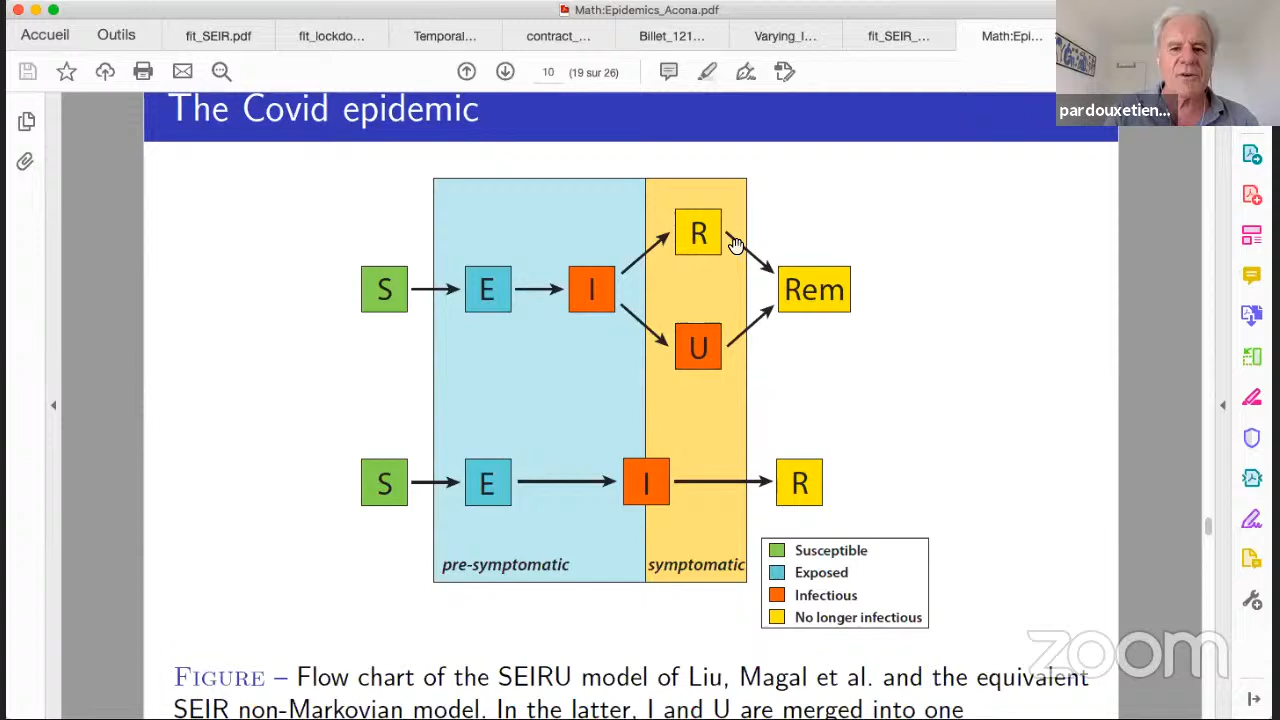 Math:Epidemics_Acona.pdf
Accueil Outils fit_SEIR.pdf fit_lockdo... Temporal... contract_... Billet_121... Varying_I... fit_SEIR_... Math:Epi...
10 (19 sur 26)
pardouxetien...
The Covid epidemic
R
S E I Rem
U
S E I R
pre-symptomatic symptomatic
Susceptible
Exposed
Infectious
No longer infectious
zoom
FIGURE – Flow chart of the SEIRU model of Liu, Magal et al. and the equivalent
SEIR non-Markovian model. In the latter, I and U are merged into one